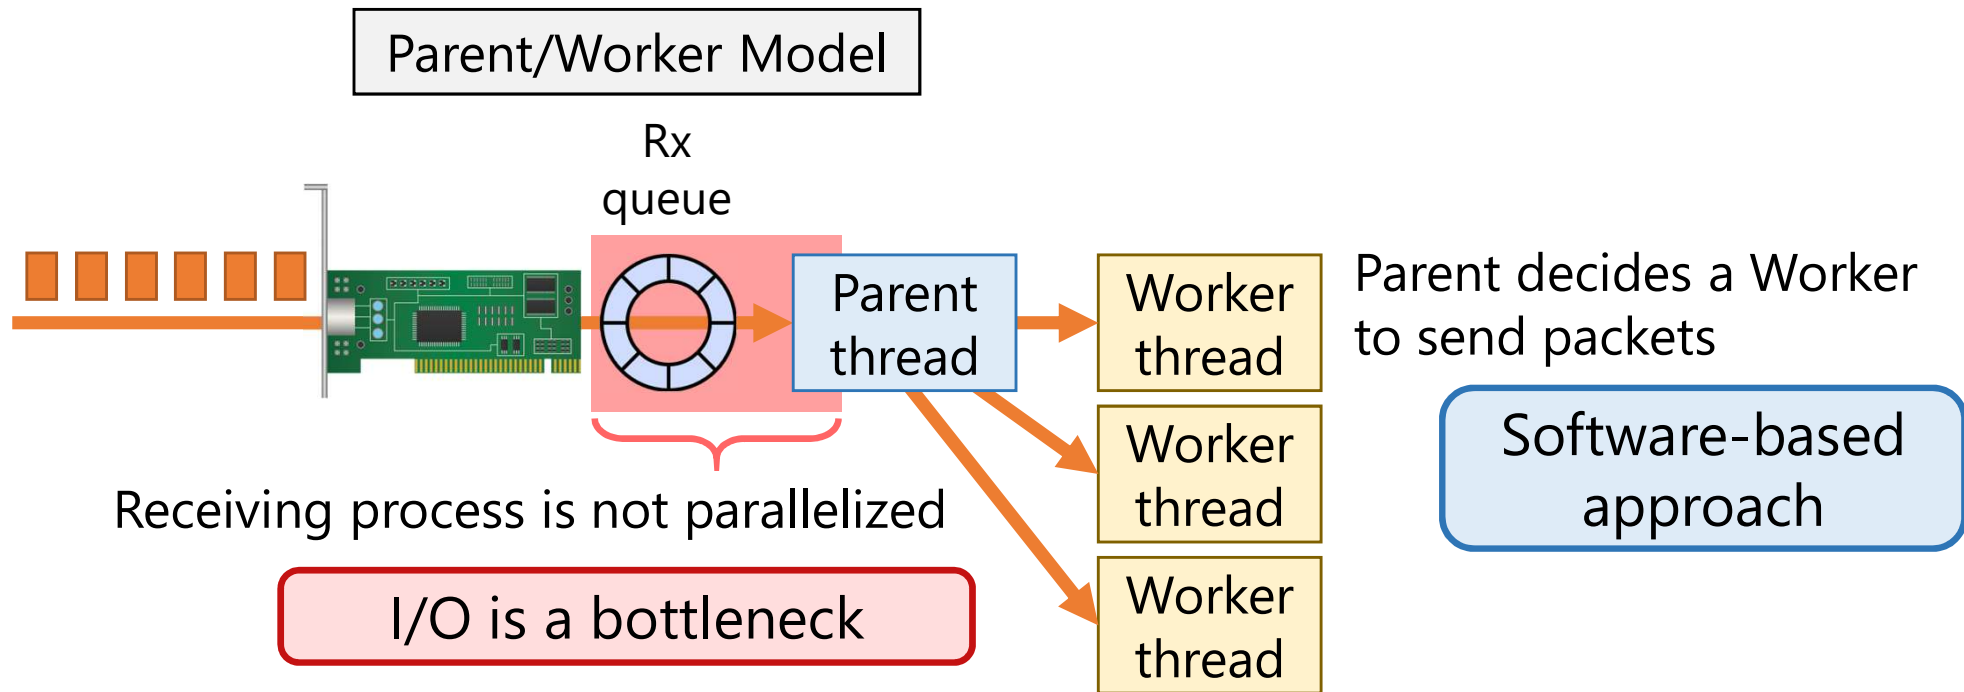 Parent/Worker Model
Rx
queue
Parent
thread
Worker
thread
Parent decides a Worker
to send packets
Worker
thread
Software-based
approach
Receiving process is not parallelized
I/O is a bottleneck
Worker
thread